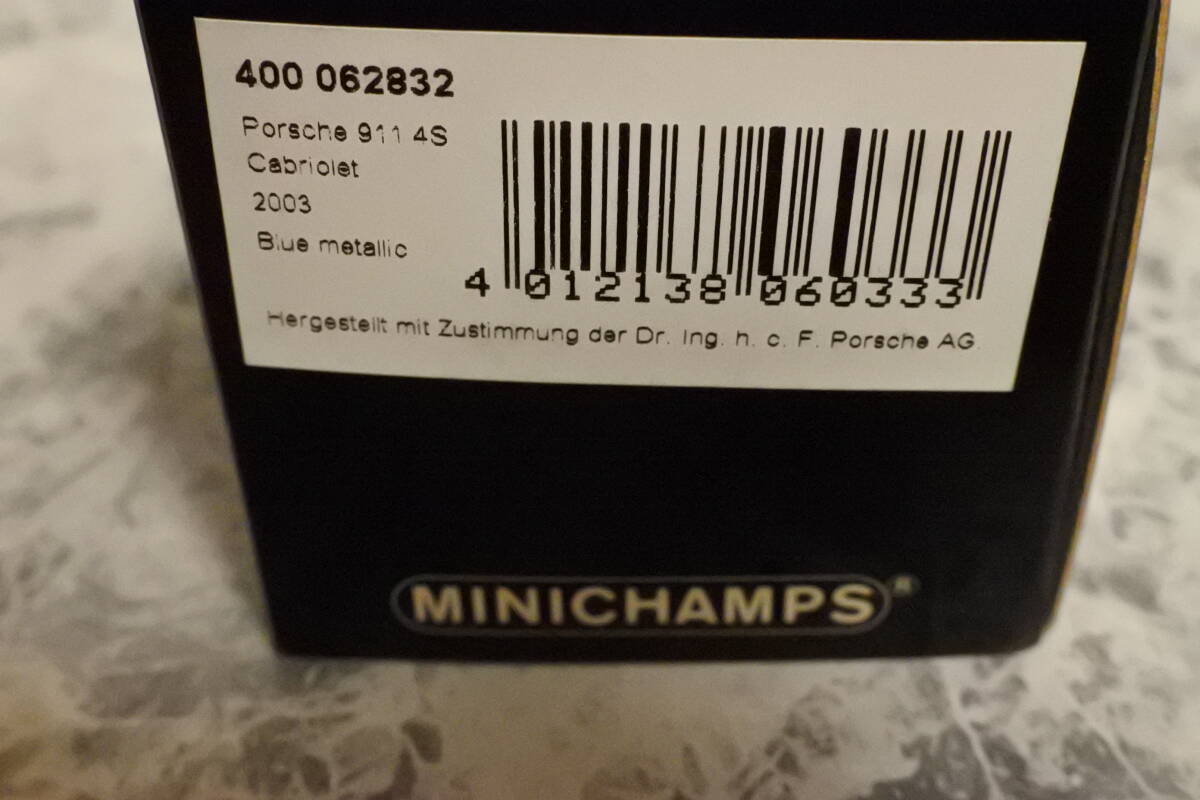 400 062832
Porsche 911 4S
Cabriolet
2003
Blue metallic
4 012138 060333
Hergestellt mit Zustimmung der Dr. Ing. h. c. F. Porsche AG.
MINICHAMPS®